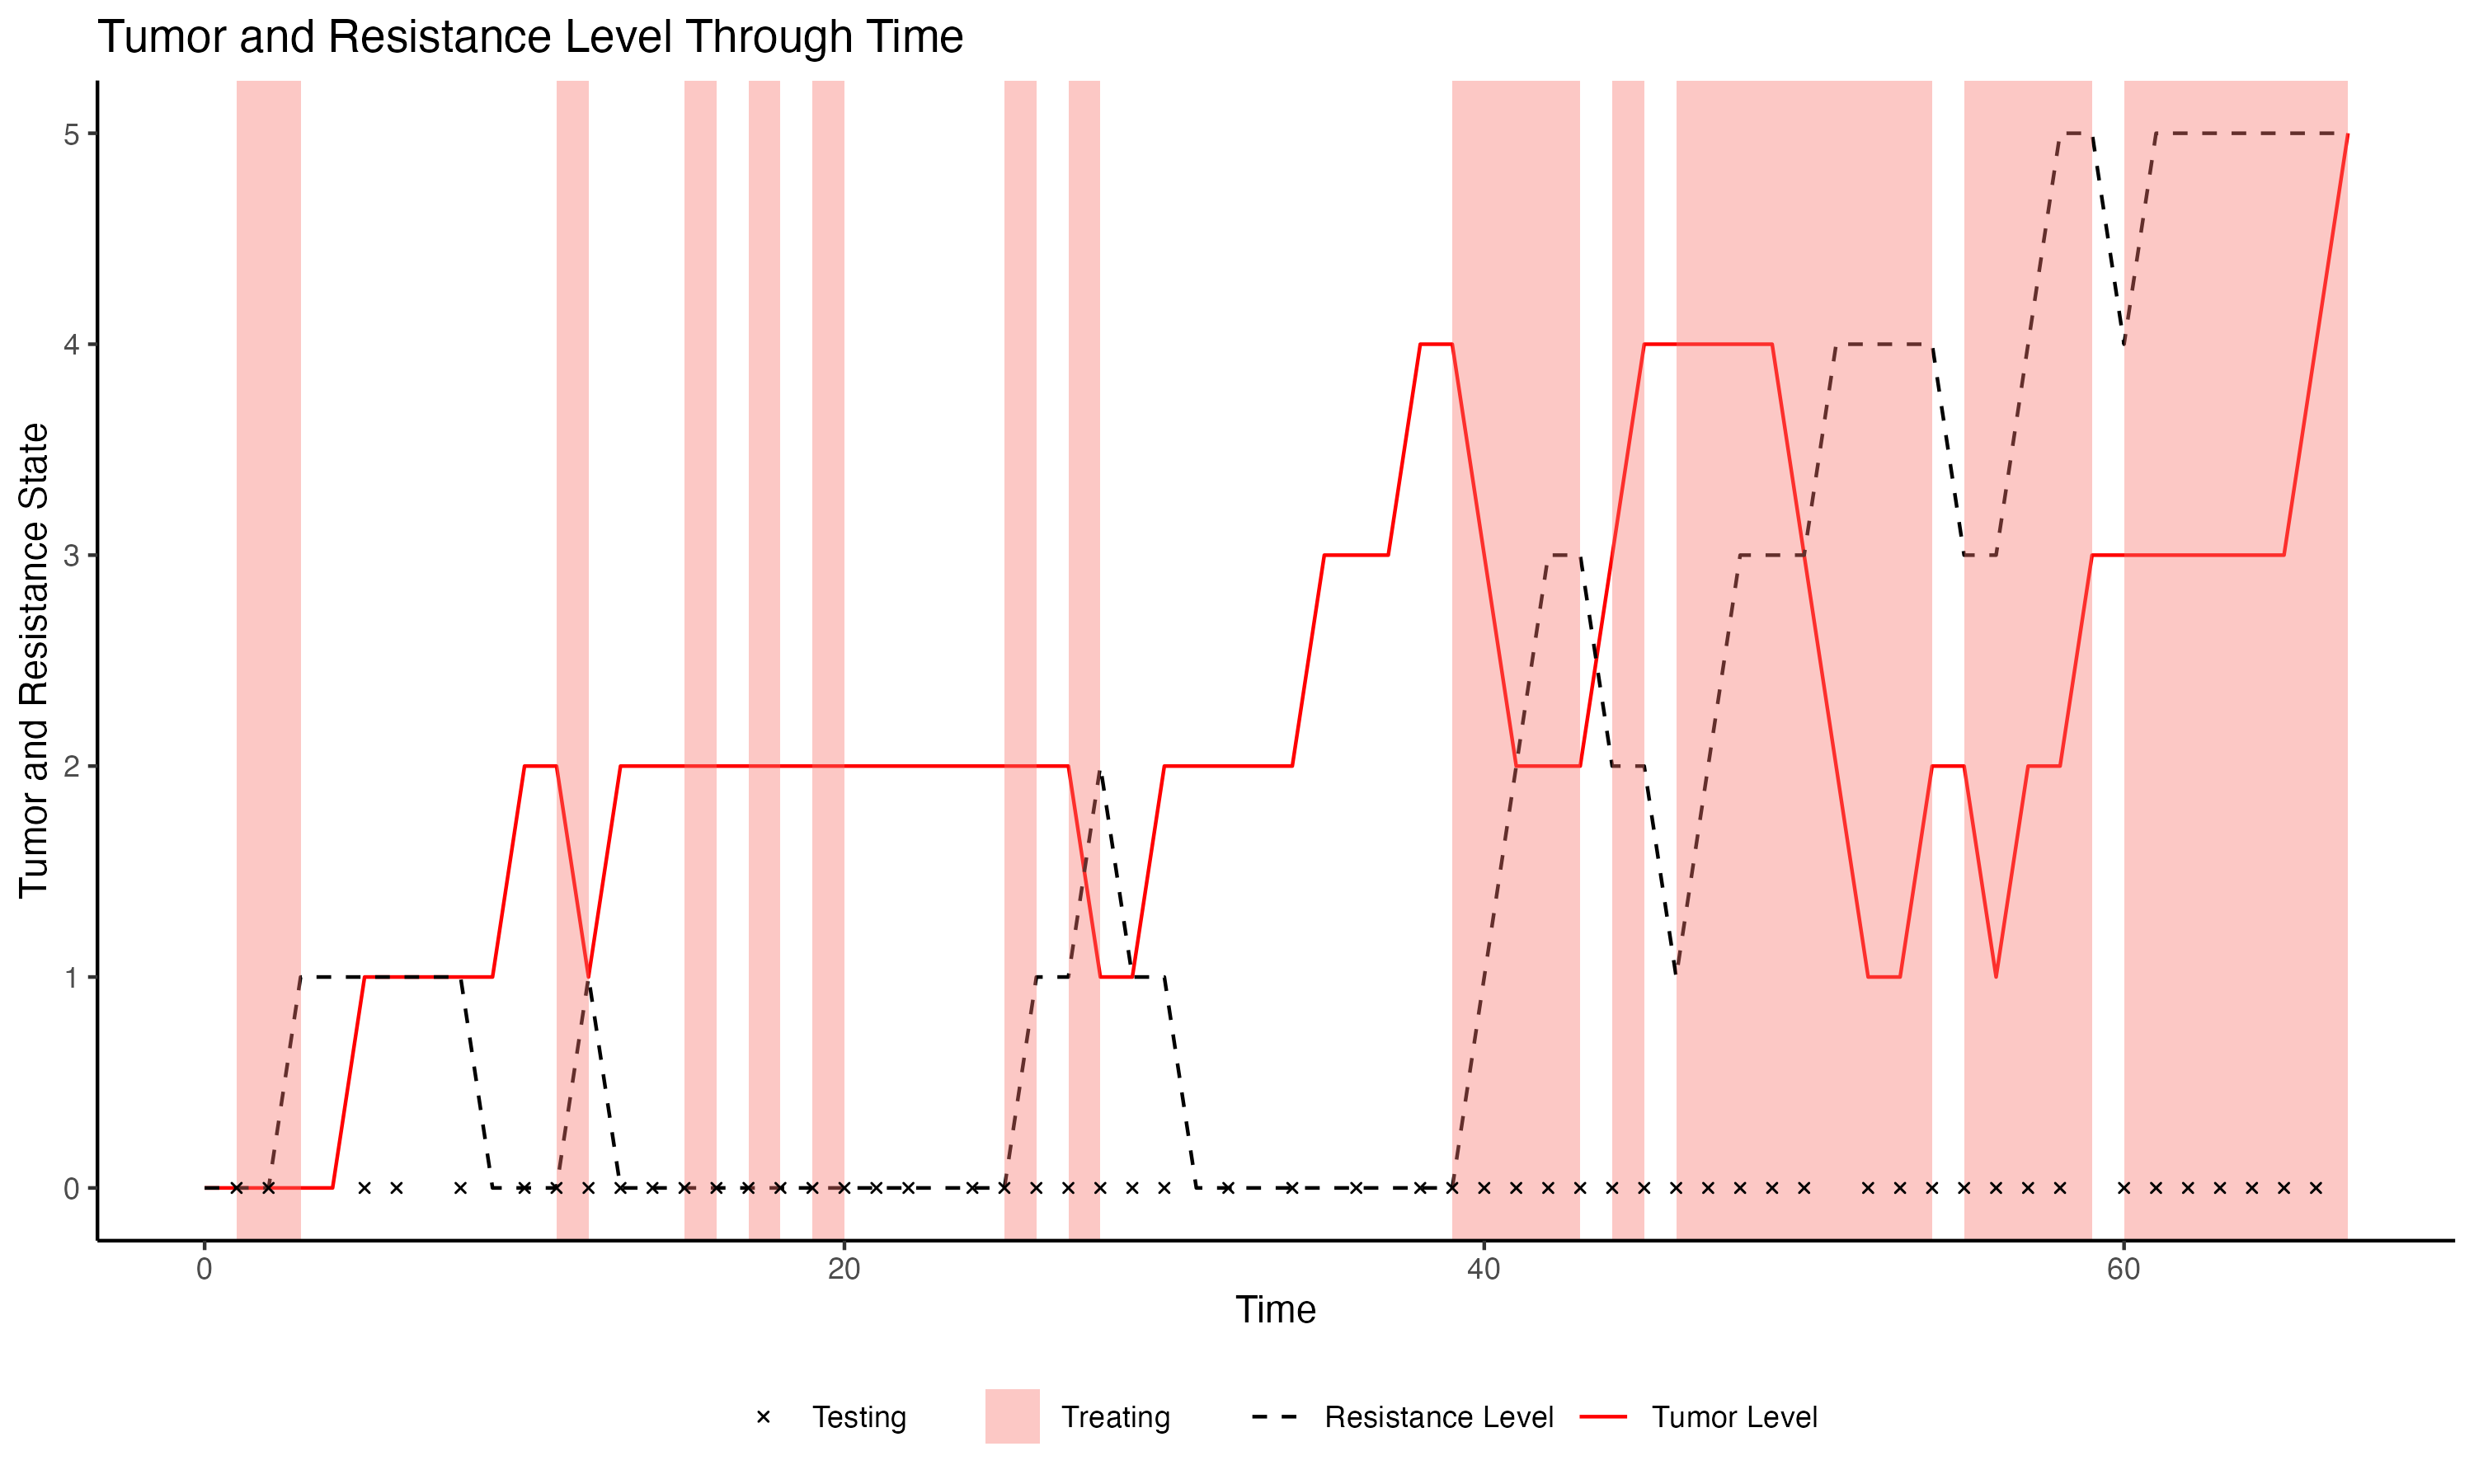 Tumor and Resistance Level Through Time
Tumor and Resistance State
5
4
3
2
1
0
0 20 40 60
Time
Testing Treating Resistance Level Tumor Level